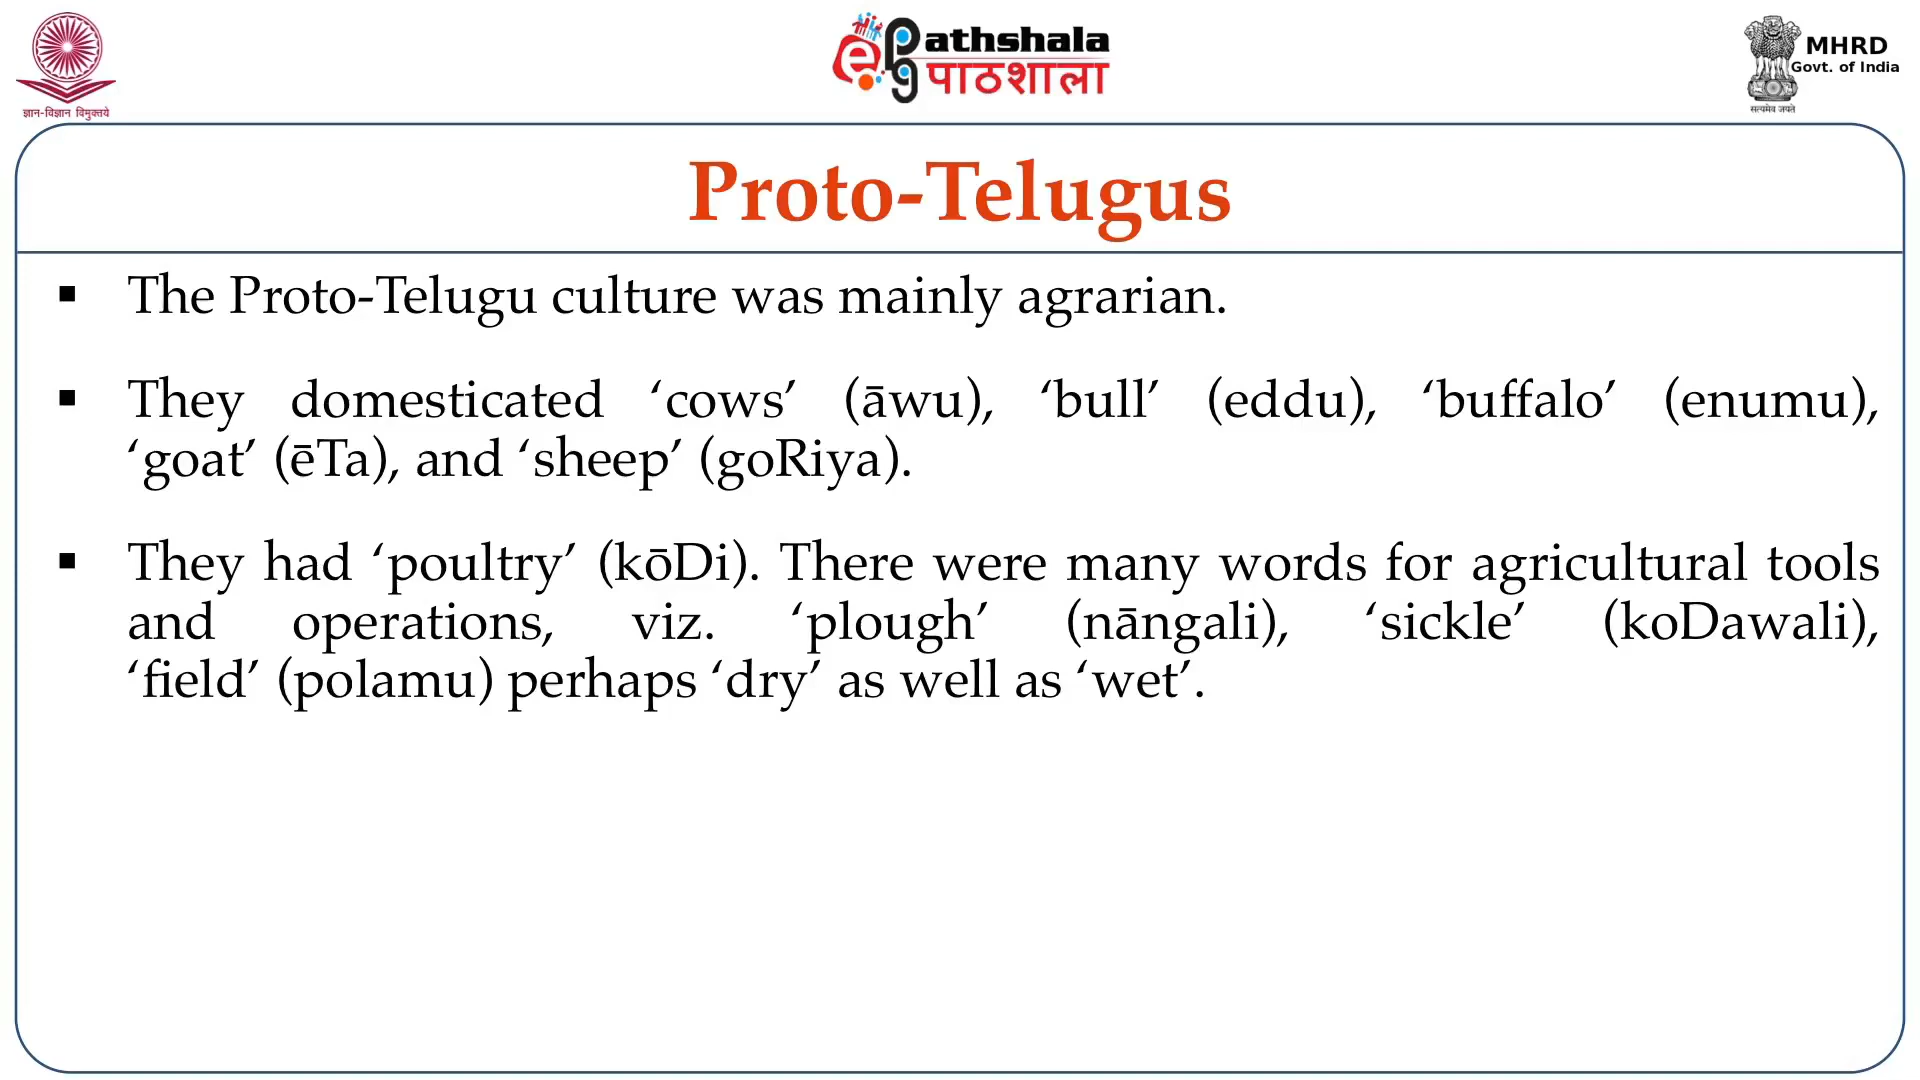 ज्ञान-विज्ञान विमुक्तये
ePG Pathshala
पाठशाला
MHRD
Govt. of India
सत्यमेव जयते
Proto-Telugus
▪ The Proto-Telugu culture was mainly agrarian.
▪ They domesticated ‘cows’ (āwu), ‘bull’ (eddu), ‘buffalo’ (enumu),
‘goat’ (ēTa), and ‘sheep’ (goRiya).
▪ They had ‘poultry’ (kōDi). There were many words for agricultural tools
and operations, viz. ‘plough’ (nāngali), ‘sickle’ (koDawali),
‘field’ (polamu) perhaps ‘dry’ as well as ‘wet’.